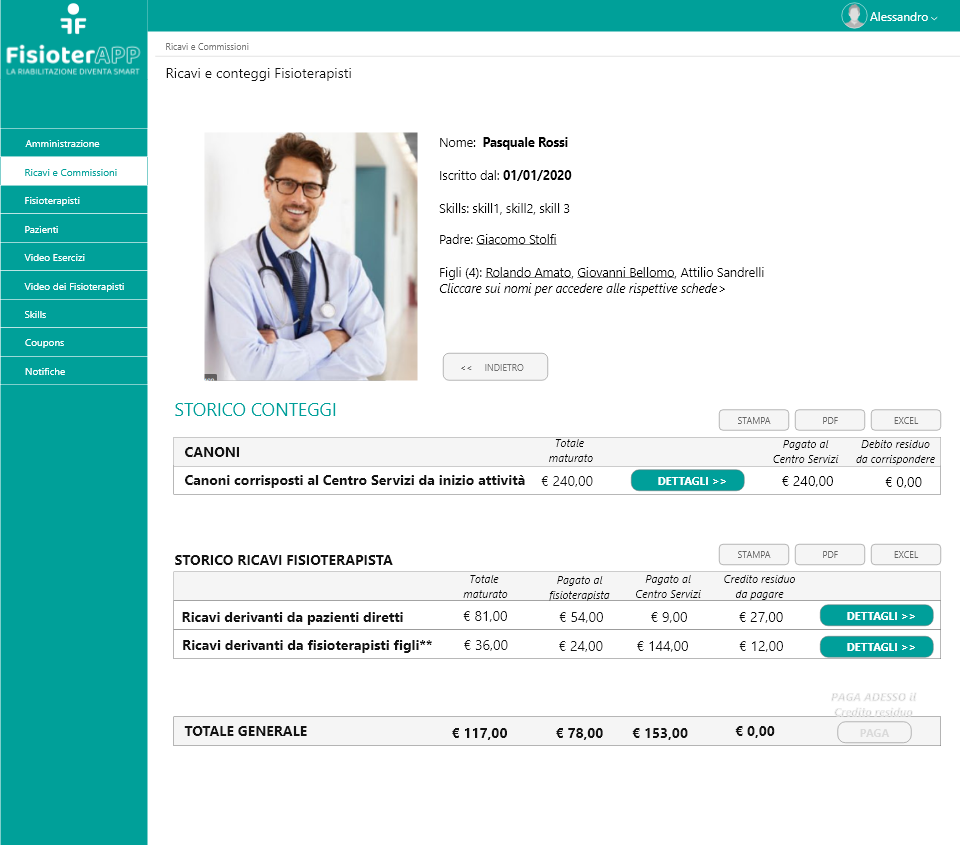 FisioterAPP
LA RIABILITAZIONE DIVENTA SMART
Alessandro
Ricavi e Commissioni
Ricavi e conteggi Fisioterapisti
Amministrazione
Ricavi e Commissioni
Fisioterapisti
Pazienti
Video Esercizi
Video dei Fisioterapisti
Skills
Coupons
Notifiche
Nome: Pasquale Rossi
Iscritto dal: 01/01/2020
Skills: skill1, skill2, skill 3
Padre: Giacomo Stolfi
Figli (4): Rolando Amato, Giovanni Bellomo, Attilio Sandrelli
Cliccare sui nomi per accedere alle rispettive schede>
<< INDIETRO
STORICO CONTEGGI
STAMPA PDF EXCEL
CANONI Totale maturato Pagato al Centro Servizi Debito residuo da corrispondere
Canoni corrisposti al Centro Servizi da inizio attività € 240,00 DETTAGLI >> € 240,00 € 0,00
STORICO RICAVI FISIOTERAPISTA
STAMPA PDF EXCEL
Totale maturato Pagato al fisioterapista Pagato al Centro Servizi Credito residuo da pagare
Ricavi derivanti da pazienti diretti € 81,00 € 54,00 € 9,00 € 27,00 DETTAGLI >>
Ricavi derivanti da fisioterapisti figli** € 36,00 € 24,00 € 144,00 € 12,00 DETTAGLI >>
PAGA ADESSO il
Credito residuo
TOTALE GENERALE € 117,00 € 78,00 € 153,00 € 0,00 PAGA